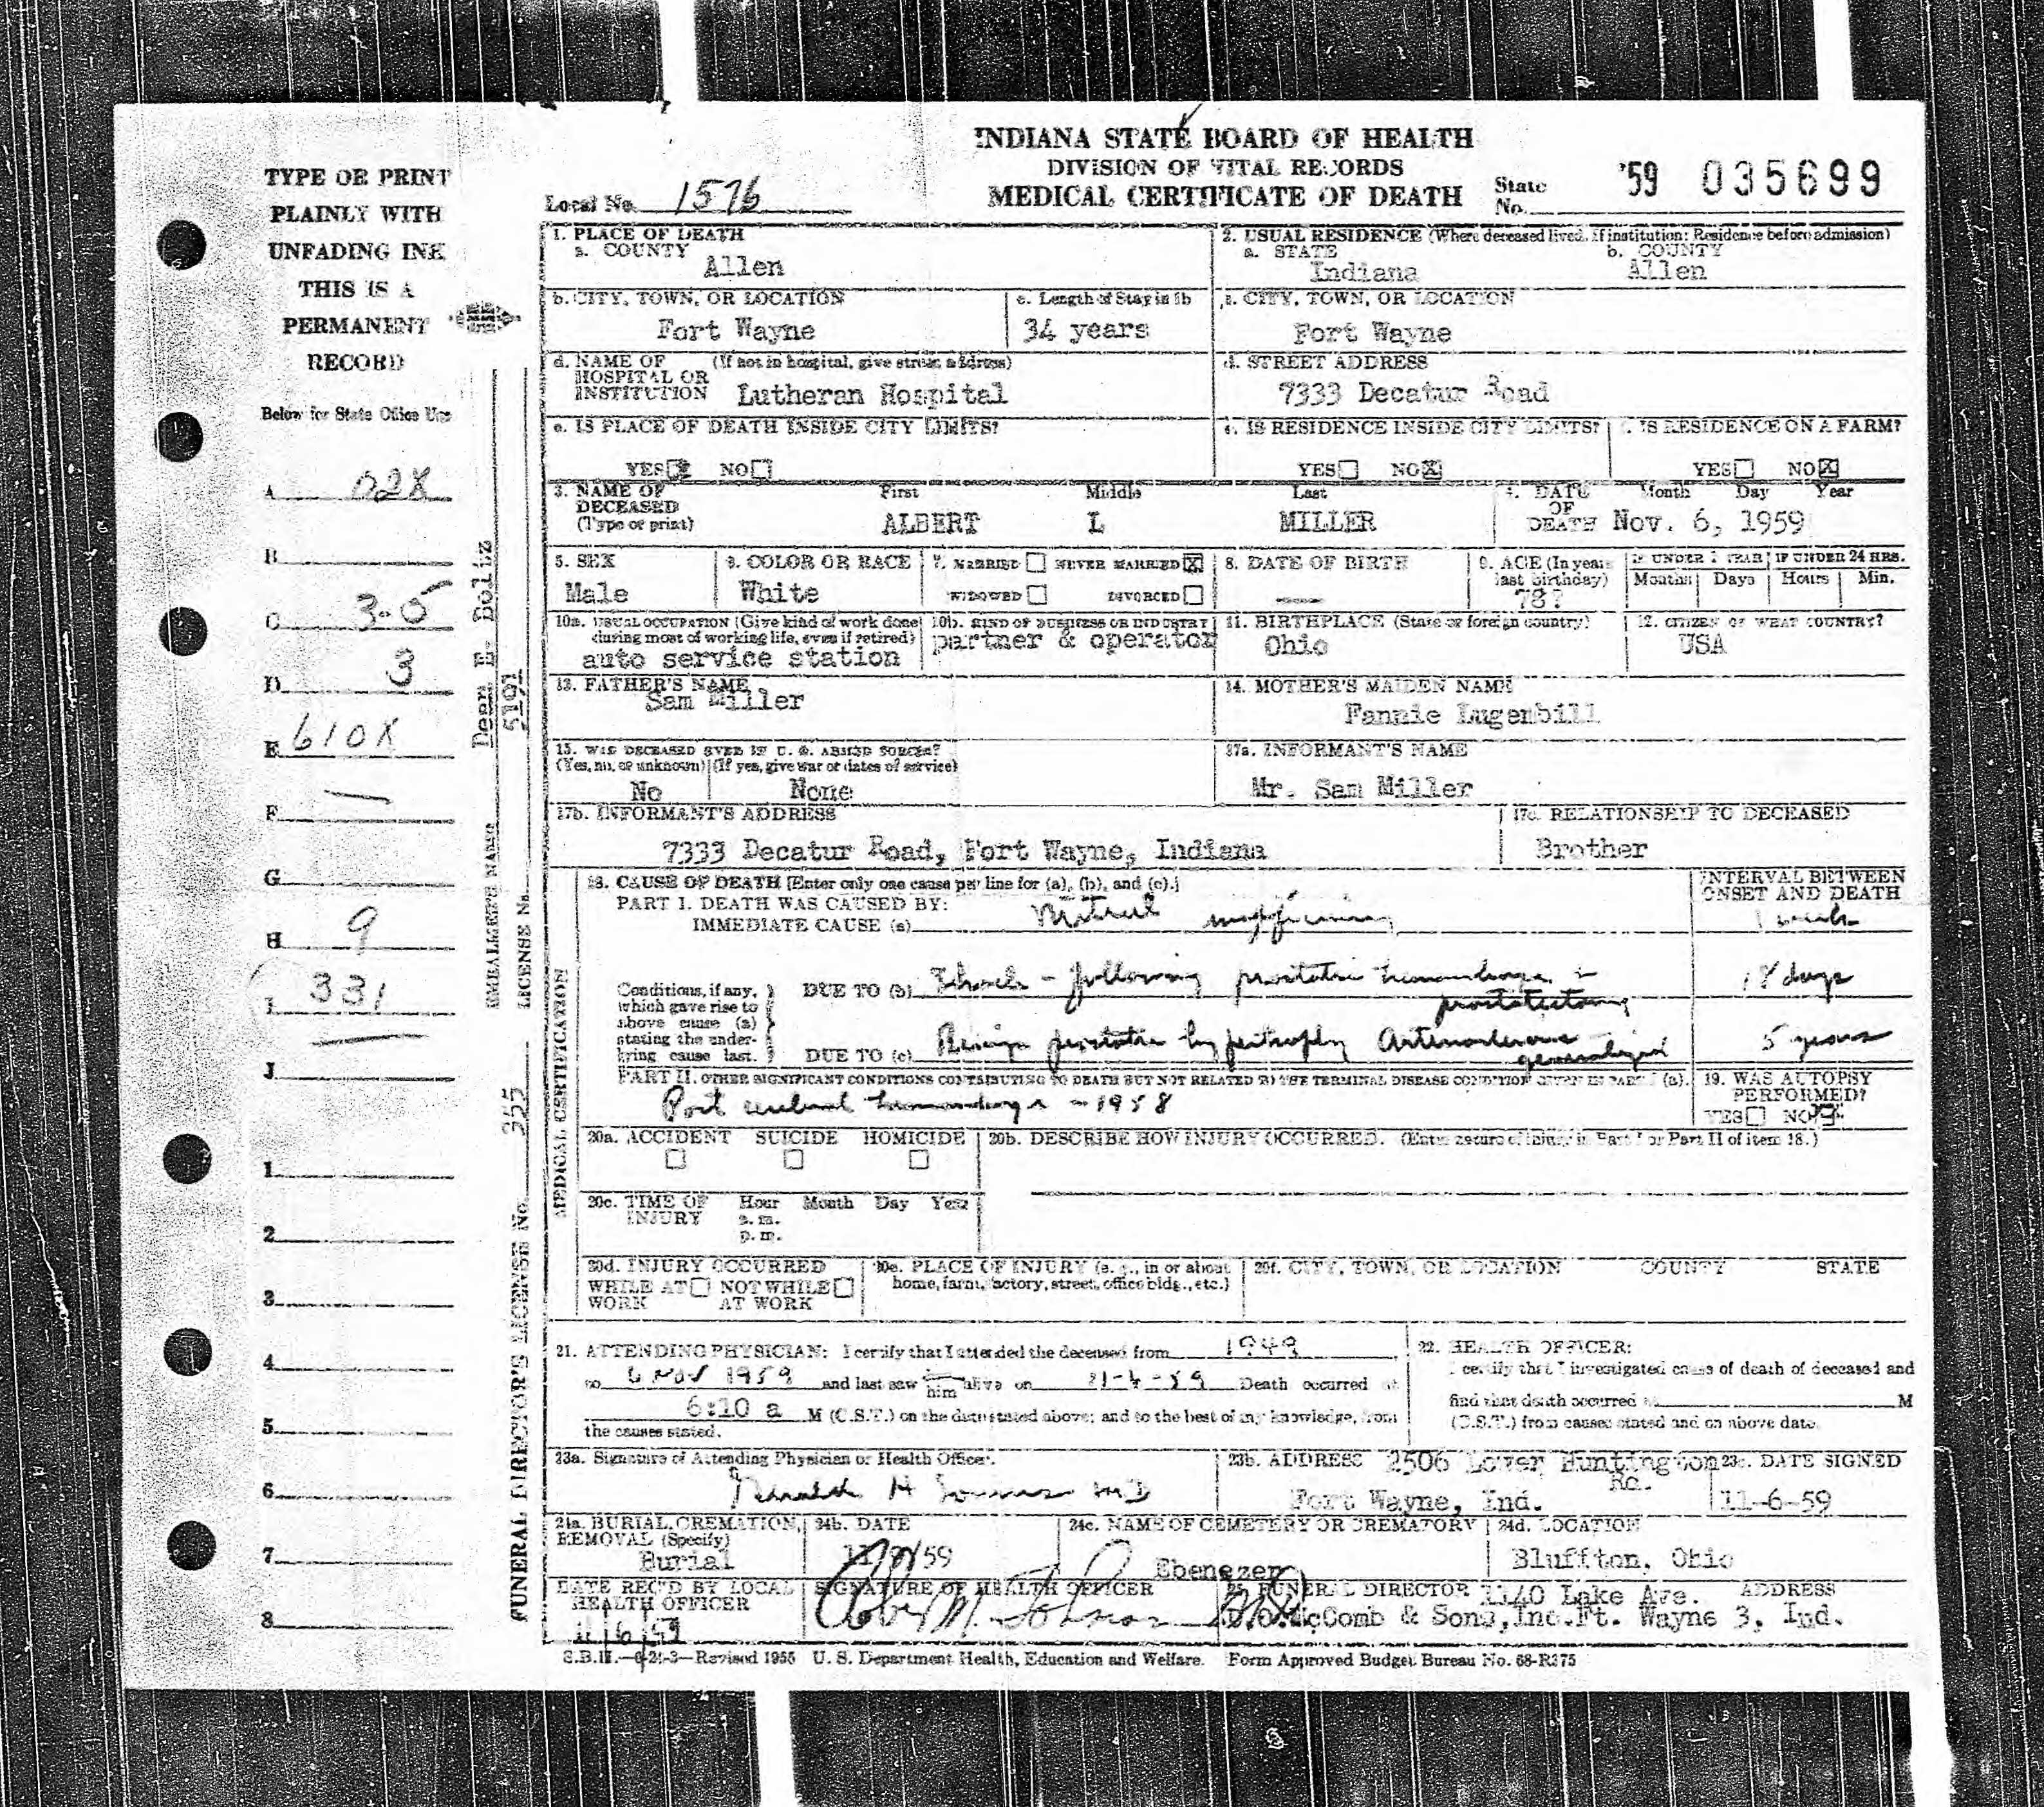 INDIANA STATE BOARD OF HEALTH
DIVISION OF VITAL RECORDS
MEDICAL CERTIFICATE OF DEATH
Local No. 1576
State No. '59 035699
TYPE OR PRINT
PLAINLY WITH
UNFADING INK
THIS IS A
PERMANENT
RECORD
Below for State Office Use
A 02X
B
C 3-0
D 3
E 610X
F —
G
H 9
I 331
J
1
2
3
4
5
6
7
8
EMBALMER'S NAME Dean E. Bolts
LICENSE No. 5191
FUNERAL DIRECTOR'S LICENSE No. 355
1. PLACE OF DEATH
a. COUNTY
Allen
2. USUAL RESIDENCE (Where deceased lived. If institution: Residence before admission)
a. STATE b. COUNTY
Indiana Allen
b. CITY, TOWN, OR LOCATION
Fort Wayne
c. Length of Stay in 1b
34 years
c. CITY, TOWN, OR LOCATION
Fort Wayne
d. NAME OF (If not in hospital, give street address)
HOSPITAL OR
INSTITUTION Lutheran Hospital
d. STREET ADDRESS
7333 Decatur Road
e. IS PLACE OF DEATH INSIDE CITY LIMITS?
YES X NO
e. IS RESIDENCE INSIDE CITY LIMITS?
YES NO X
f. IS RESIDENCE ON A FARM?
YES NO X
3. NAME OF DECEASED (Type or print)
First Middle Last
ALBERT L MILLER
4. DATE OF DEATH Month Day Year
Nov. 6, 1959
5. SEX
Male
6. COLOR OR RACE
White
7. MARRIED NEVER MARRIED X
WIDOWED DIVORCED
8. DATE OF BIRTH
—
9. AGE (In years last birthday)
78?
IF UNDER 1 YEAR IF UNDER 24 HRS.
Months Days Hours Min.
10a. USUAL OCCUPATION (Give kind of work done during most of working life, even if retired)
auto service station
10b. KIND OF BUSINESS OR INDUSTRY
partner & operator
11. BIRTHPLACE (State or foreign country)
Ohio
12. CITIZEN OF WHAT COUNTRY?
USA
13. FATHER'S NAME
Sam Miller
14. MOTHER'S MAIDEN NAME
Fannie Lugenbill
15. WAS DECEASED EVER IN U. S. ARMED FORCES?
(Yes, no, or unknown) (If yes, give war or dates of service)
No None
17a. INFORMANT'S NAME
Mr. Sam Miller
17b. INFORMANT'S ADDRESS
7333 Decatur Road, Fort Wayne, Indiana
17c. RELATIONSHIP TO DECEASED
Brother
MEDICAL CERTIFICATION
18. CAUSE OF DEATH [Enter only one cause per line for (a), (b), and (c).]
INTERVAL BETWEEN
ONSET AND DEATH
PART I. DEATH WAS CAUSED BY:
IMMEDIATE CAUSE (a) Mitral insufficiency 1 week
Conditions, if any, which gave rise to above cause (a) stating the underlying cause last.
DUE TO (b) Shock - following prostatic hemorrhage & prostatectomy 18 days
DUE TO (c) Benign prostatic hypertrophy Arteriosclerosis generalized 5 years
PART II. OTHER SIGNIFICANT CONDITIONS CONTRIBUTING TO DEATH BUT NOT RELATED TO THE TERMINAL DISEASE CONDITION GIVEN IN PART I (a).
Post cerebral hemorrhage - 1958
19. WAS AUTOPSY PERFORMED?
YES NO X
20a. ACCIDENT SUICIDE HOMICIDE
20b. DESCRIBE HOW INJURY OCCURRED. (Enter nature of injury in Part I or Part II of item 18.)
20c. TIME OF INJURY Hour Month Day Year
a. m.
p. m.
20d. INJURY OCCURRED
WHILE AT WORK NOT WHILE AT WORK
20e. PLACE OF INJURY (e. g., in or about home, farm, factory, street, office bldg., etc.)
20f. CITY, TOWN, OR LOCATION COUNTY STATE
21. ATTENDING PHYSICIAN: I certify that I attended the deceased from 1949
to 6 Nov 1959 and last saw him alive on 11-4-59 Death occurred at
6:10 a M (C.S.T.) on the date stated above; and to the best of my knowledge, from
the causes stated.
22. HEALTH OFFICER:
I certify that I investigated cause of death of deceased and
find that death occurred at M
(C.S.T.) from causes stated and on above date.
23a. Signature of Attending Physician or Health Officer.
23b. ADDRESS 2506 Lower Huntington Rd.
Fort Wayne, Ind.
23c. DATE SIGNED
11-6-59
24a. BURIAL, CREMATION, REMOVAL (Specify)
Burial
24b. DATE
24c. NAME OF CEMETERY OR CREMATORY
Ebenezer
24d. LOCATION
Bluffton, Ohio
DATE REC'D BY LOCAL HEALTH OFFICER
11/6/59
SIGNATURE OF HEALTH OFFICER
25. FUNERAL DIRECTOR ADDRESS
1140 Lake Ave.
D.O.McComb & Sons,Inc.Ft. Wayne 3, Ind.
S.B.H.—6-24-3—Revised 1955 U. S. Department Health, Education and Welfare. Form Approved Budget Bureau No. 68-R375